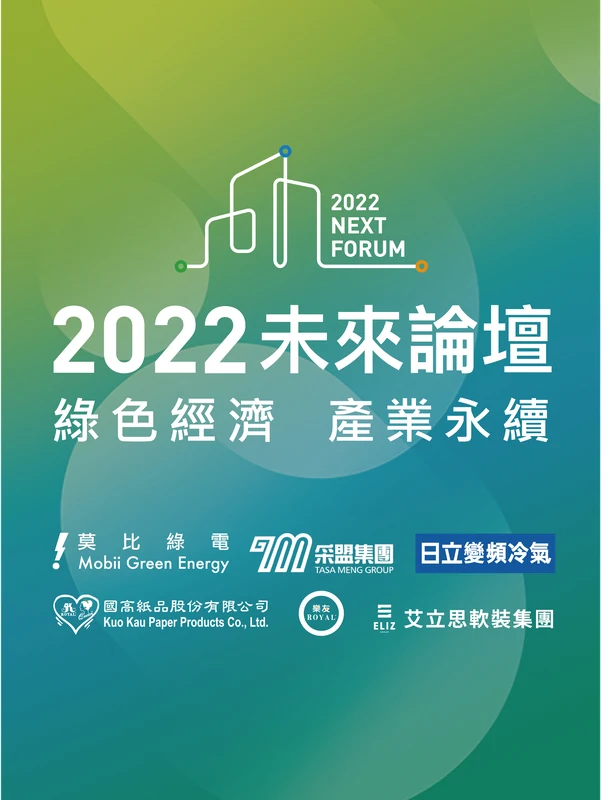 2022
NEXT
FORUM
2022未來論壇
綠色經濟 產業永續
莫比綠電
Mobii Green Energy
采盟集團
TASA MENG GROUP
日立變頻冷氣
ROYAL
國高紙品股份有限公司
Kuo Kau Paper Products Co., Ltd.
樂友
ROYAL
ELIZ
艾立思軟裝集團